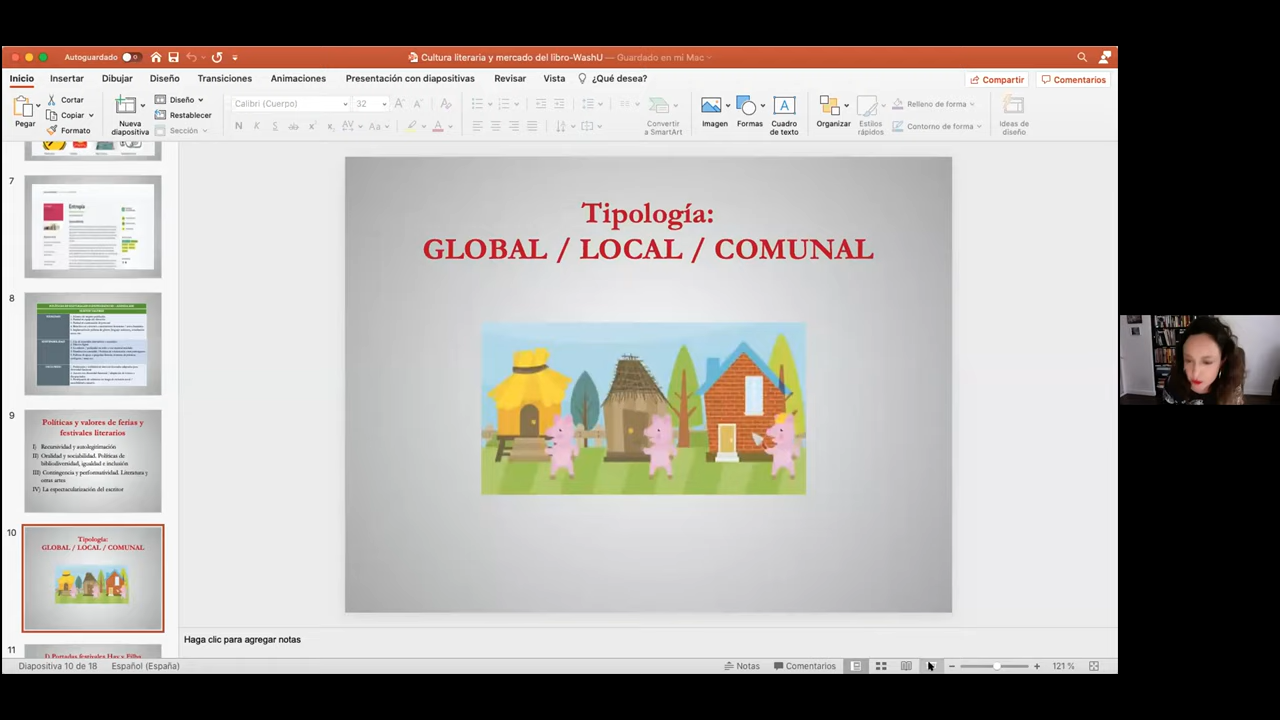 Autoguardado
Cultura literaria y mercado del libro-WashU — Guardado en mi Mac
Inicio Insertar Dibujar Diseño Transiciones Animaciones Presentación con diapositivas Revisar Vista ¿Qué desea? Compartir Comentarios
Pegar
Cortar
Copiar
Formato
Nueva diapositiva
Diseño
Restablecer
Sección
Calibri (Cuerpo) 32
Convertir a SmartArt
Imagen
Formas
Cuadro de texto
Organizar
Estilos rápidos
Relleno de forma
Contorno de forma
Ideas de diseño
7
Entropía
8
9
Políticas y valores de ferias y
festivales literarios
I) Recursividad y autolegitimación
II) Oralidad y sociabilidad. Políticas de
bibliodiversidad, igualdad e inclusión
III) Contingencia y performatividad. Literatura y
otras artes
IV) La espectacularización del escritor
10
Tipología:
GLOBAL / LOCAL / COMUNAL
11
Tipología:
GLOBAL / LOCAL / COMUNAL
Haga clic para agregar notas
Diapositiva 10 de 18 Español (España) Notas Comentarios 121 %